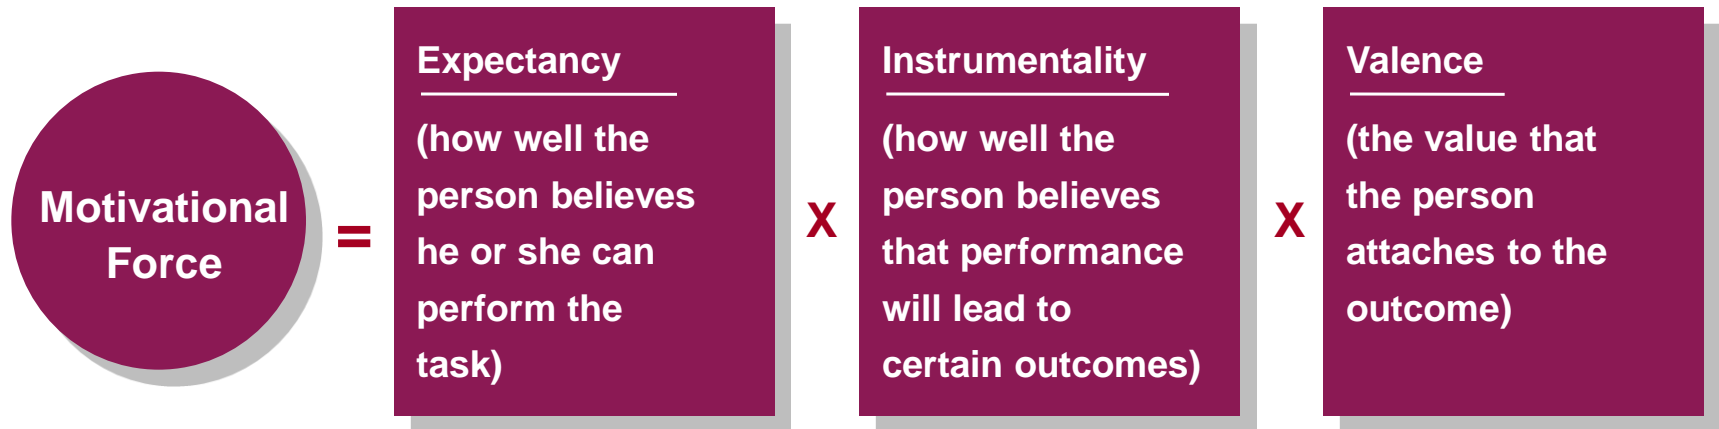 Motivational
Force
=
Expectancy
(how well the
person believes
he or she can
perform the
task)
X
Instrumentality
(how well the
person believes
that performance
will lead to
certain outcomes)
X
Valence
(the value that
the person
attaches to the
outcome)